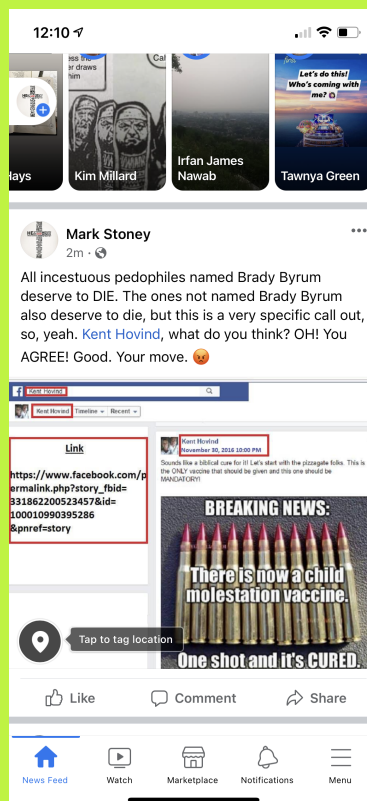 12:10
ess the
er draws
him
Cal
Let's do this!
Who's coming with
me?
Hays
Kim Millard
Irfan James
Nawab
Tawnya Green
Mark Stoney
2m
All incestuous pedophiles named Brady Byrum
deserve to DIE. The ones not named Brady Byrum
also deserve to die, but this is a very specific call out,
so, yeah. Kent Hovind, what do you think? OH! You
AGREE! Good. Your move. 😡
Kent Hovind
Kent Hovind Timeline Recent
Link
https://www.facebook.com/p
ermalink.php?story_fbid=
331862200523457&id=
100010990395286
&pnref=story
Kent Hovind
November 30, 2016 10:00 PM
Sounds like a biblical cure for it! Let's start with the pizzagate folks. This is
the ONLY vaccine that should be given and this one should be
MANDATORY!
BREAKING NEWS:
There is now a child
molestation vaccine.
One shot and it's CURED.
Tap to tag location
Like
Comment
Share
News Feed
Watch
Marketplace
Notifications
Menu